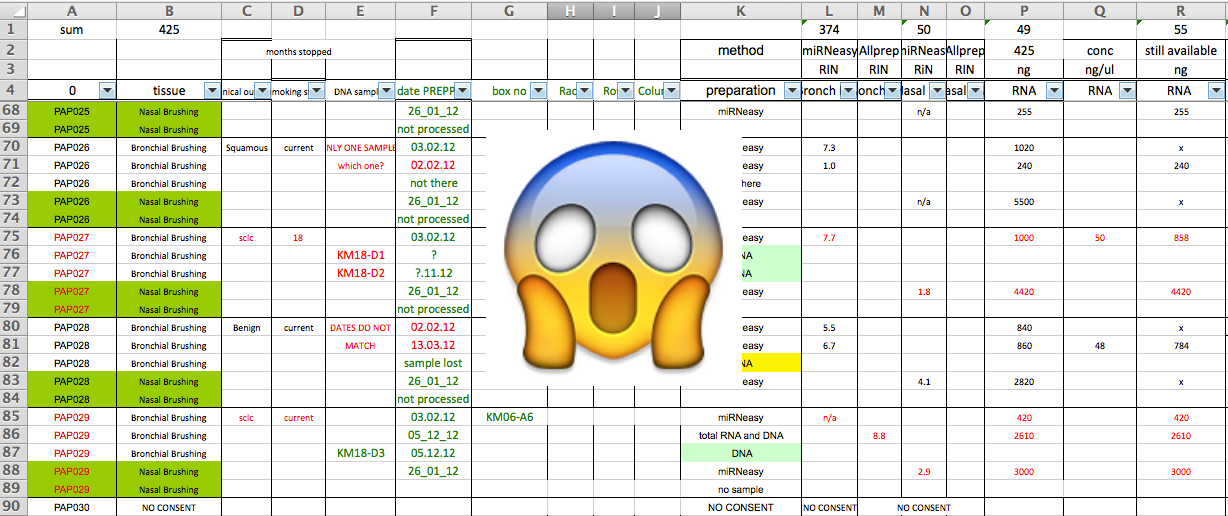 A B C D E F G H I J K L M N O P Q R
1 sum 425 374 50 49 55
2 months stopped method miRNeasy Allprep niRNeas Allprep 425 conc still available
3 RIN RIN RiN RIN ng ng/ul ng
4 0 tissue nical ou moking s DNA sampl date PREPP box no Rac Ro Colu preparation Bronch onch Nasal asal RNA RNA RNA
68 PAP025 Nasal Brushing 26_01_12 miRNeasy n/a 255 255
69 PAP025 Nasal Brushing not processed
70 PAP026 Bronchial Brushing Squamous current NLY ONE SAMPLE 03.02.12 easy 7.3 1020 x
71 PAP026 Bronchial Brushing which one? 02.02.12 easy 1.0 240 240
72 PAP026 Bronchial Brushing not there here
73 PAP026 Nasal Brushing 26_01_12 easy n/a 5500 x
74 PAP026 Nasal Brushing not processed
75 PAP027 Bronchial Brushing sclc 18 03.02.12 easy 7.7 1000 50 858
76 PAP027 Bronchial Brushing KM18-D1 ? NA
77 PAP027 Bronchial Brushing KM18-D2 ?.11.12 NA
78 PAP027 Nasal Brushing 26_01_12 easy 1.8 4420 4420
79 PAP027 Nasal Brushing not processed
80 PAP028 Bronchial Brushing Benign current DATES DO NOT 02.02.12 easy 5.5 840 x
81 PAP028 Bronchial Brushing MATCH 13.03.12 easy 6.7 860 48 784
82 PAP028 Bronchial Brushing sample lost NA
83 PAP028 Nasal Brushing 26_01_12 easy 4.1 2820 x
84 PAP028 Nasal Brushing not processed
85 PAP029 Bronchial Brushing sclc current 03.02.12 KM06-A6 miRNeasy n/a 420 420
86 PAP029 Bronchial Brushing 05_12_12 total RNA and DNA 8.8 2610 2610
87 PAP029 Bronchial Brushing KM18-D3 05.12.12 DNA
88 PAP029 Nasal Brushing 26_01_12 miRNeasy 2.9 3000 3000
89 PAP029 Nasal Brushing no sample
90 PAP030 NO CONSENT NO CONSENT NO CONSENT NO CONSENT